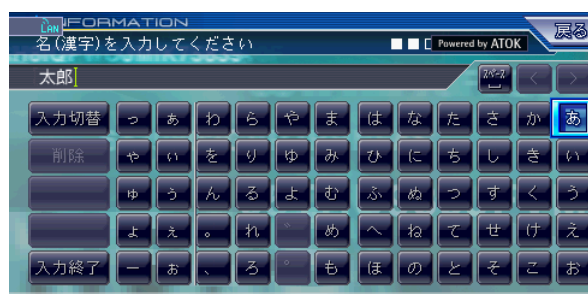 LAN INFORMATION
名(漢字)を入力してください Powered by ATOK 戻る
太郎 スペース < >
入力切替 っ ぁ わ ら や ま は な た さ か あ
削除 ゃ ぃ を り ゆ み ひ に ち し き い
ゅ ぅ ん る よ む ふ ぬ つ す く う
ょ ぇ 。 れ ゛ め へ ね て せ け え
入力終了 ー ぉ 、 ろ ゜ も ほ の と そ こ お